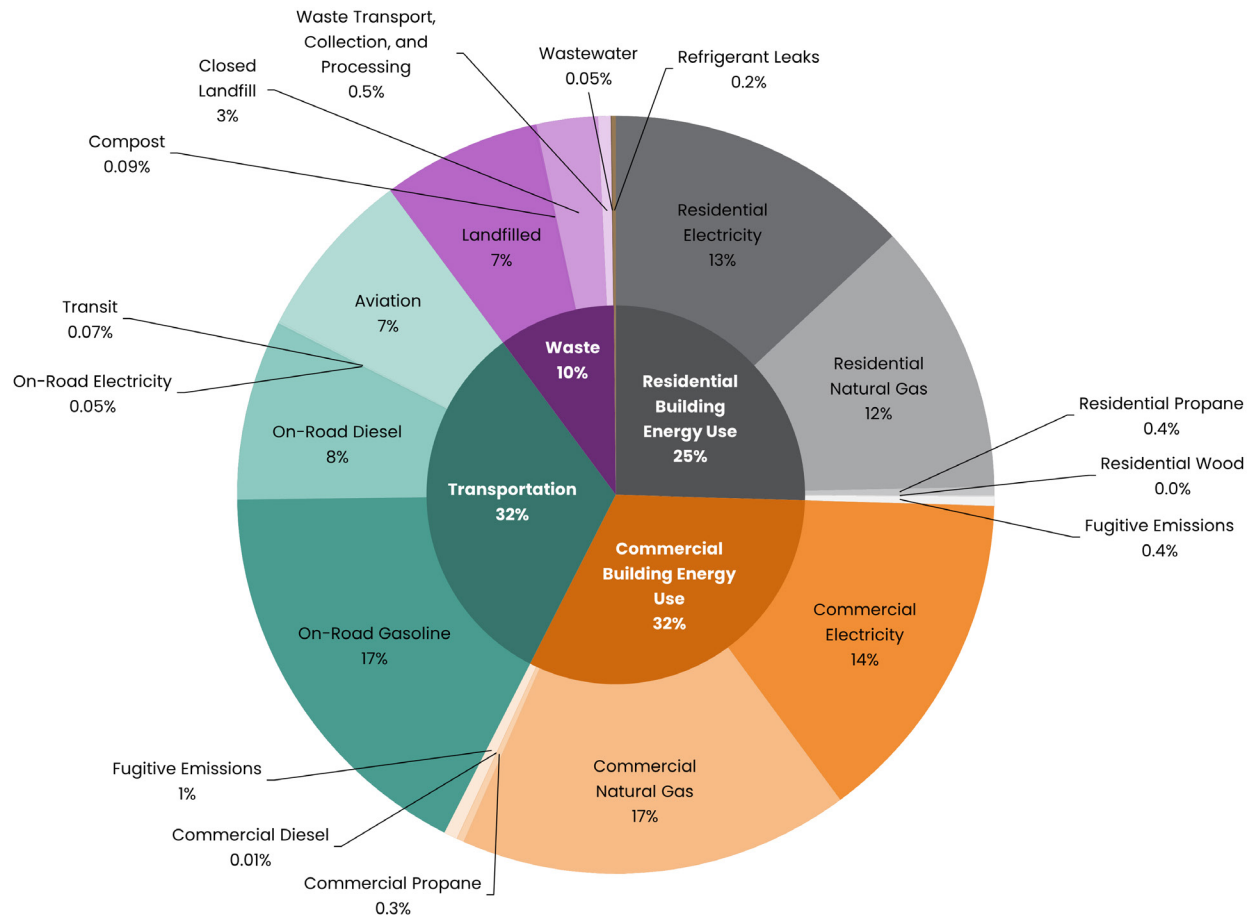 Waste Transport,
Collection, and
Processing
0.5%
Wastewater
0.05%
Refrigerant Leaks
0.2%
Closed
Landfill
3%
Compost
0.09%
Landfilled
7%
Residential
Electricity
13%
Aviation
7%
Transit
0.07%
On-Road Electricity
0.05%
Waste
10%
Residential
Building
Energy Use
25%
Residential
Natural Gas
12%
Residential Propane
0.4%
Residential Wood
0.0%
Fugitive Emissions
0.4%
On-Road Diesel
8%
Transportation
32%
Commercial
Building Energy
Use
32%
Commercial
Electricity
14%
On-Road Gasoline
17%
Commercial
Natural Gas
17%
Fugitive Emissions
1%
Commercial Diesel
0.01%
Commercial Propane
0.3%